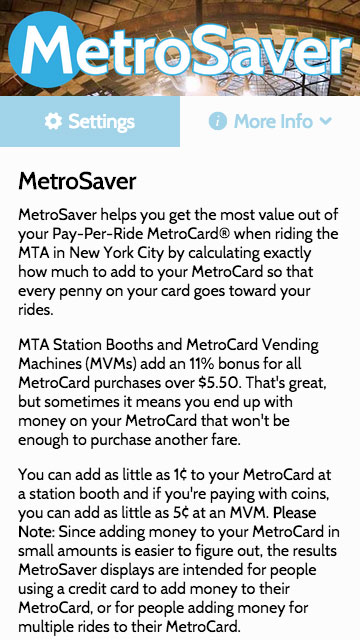 MetroSaver
Settings
More Info
MetroSaver
MetroSaver helps you get the most value out of
your Pay-Per-Ride MetroCard® when riding the
MTA in New York City by calculating exactly
how much to add to your MetroCard so that
every penny on your card goes toward your
rides.
MTA Station Booths and MetroCard Vending
Machines (MVMs) add an 11% bonus for all
MetroCard purchases over $5.50. That's great,
but sometimes it means you end up with
money on your MetroCard that won't be
enough to purchase another fare.
You can add as little as 1¢ to your MetroCard at
a station booth and if you're paying with coins,
you can add as little as 5¢ at an MVM. Please
Note: Since adding money to your MetroCard in
small amounts is easier to figure out, the results
MetroSaver displays are intended for people
using a credit card to add money to their
MetroCard, or for people adding money for
multiple rides to their MetroCard.